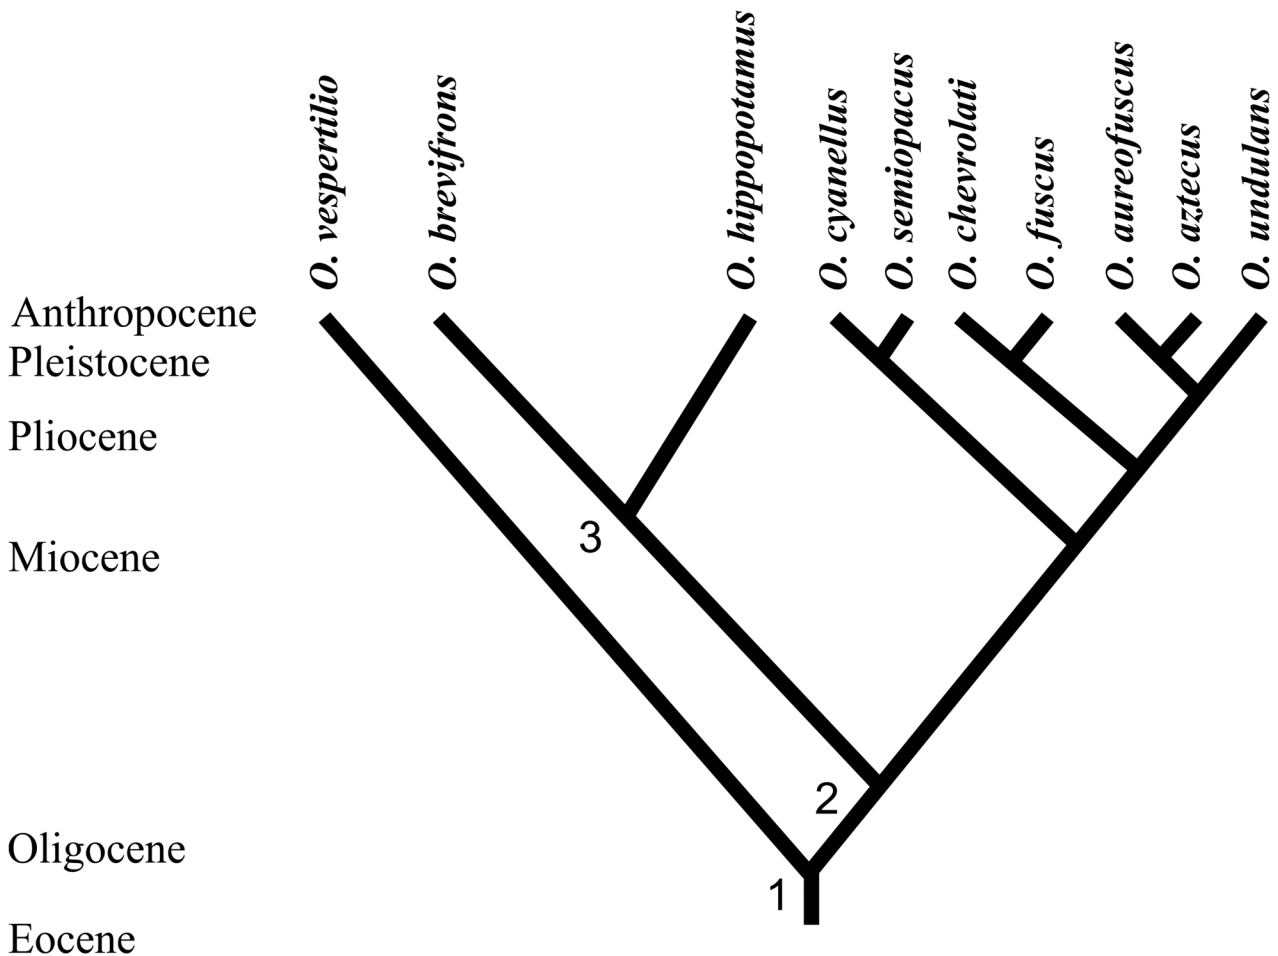 O. vespertilio
O. brevifrons
O. hippopotamus
O. cyanellus
O. semiopacus
O. chevrolati
O. fuscus
O. aureofuscus
O. aztecus
O. undulans
Anthropocene
Pleistocene
Pliocene
3
Miocene
2
Oligocene
1
Eocene